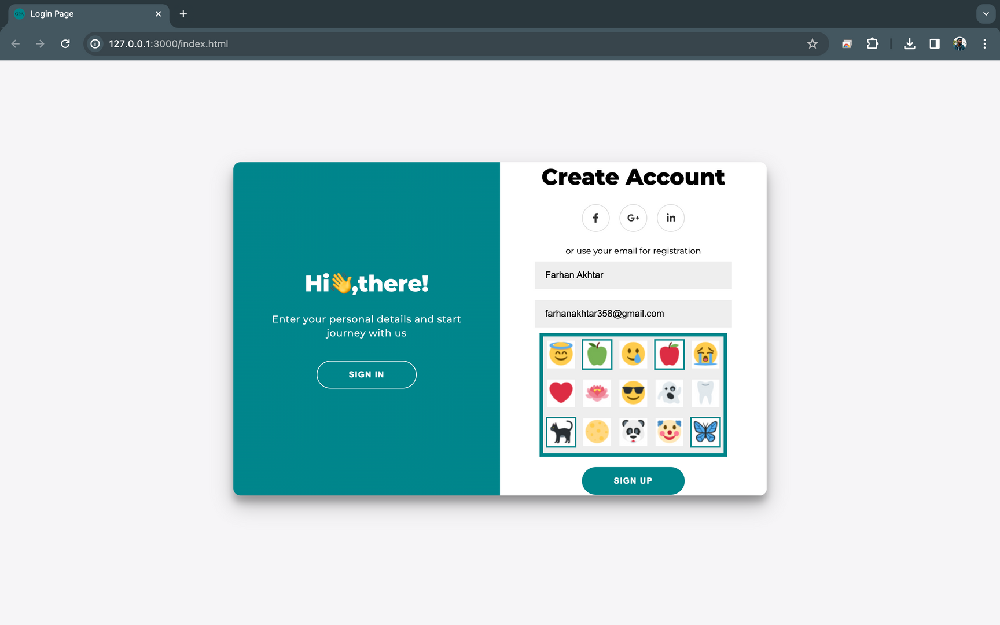 GPA
Login Page
127.0.0.1:3000/index.html
Hi👋,there!
Enter your personal details and start
journey with us
SIGN IN
Create Account
f
G+
in
or use your email for registration
Farhan Akhtar
farhanakhtar358@gmail.com
SIGN UP